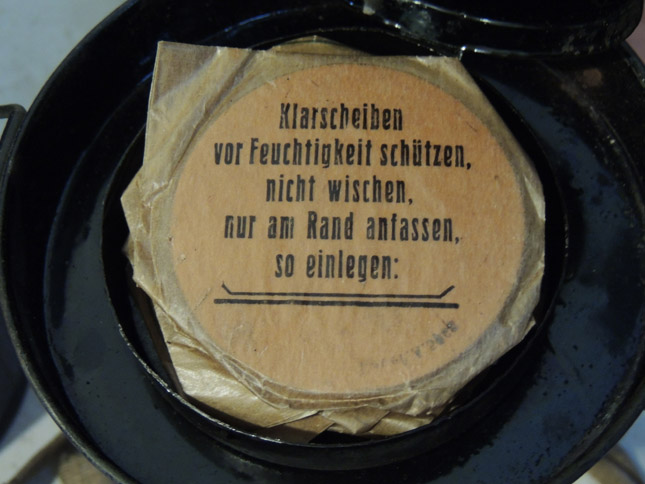 Klarscheiben
vor Feuchtigkeit schützen,
nicht wischen,
nur am Rand anfassen,
so einlegen: